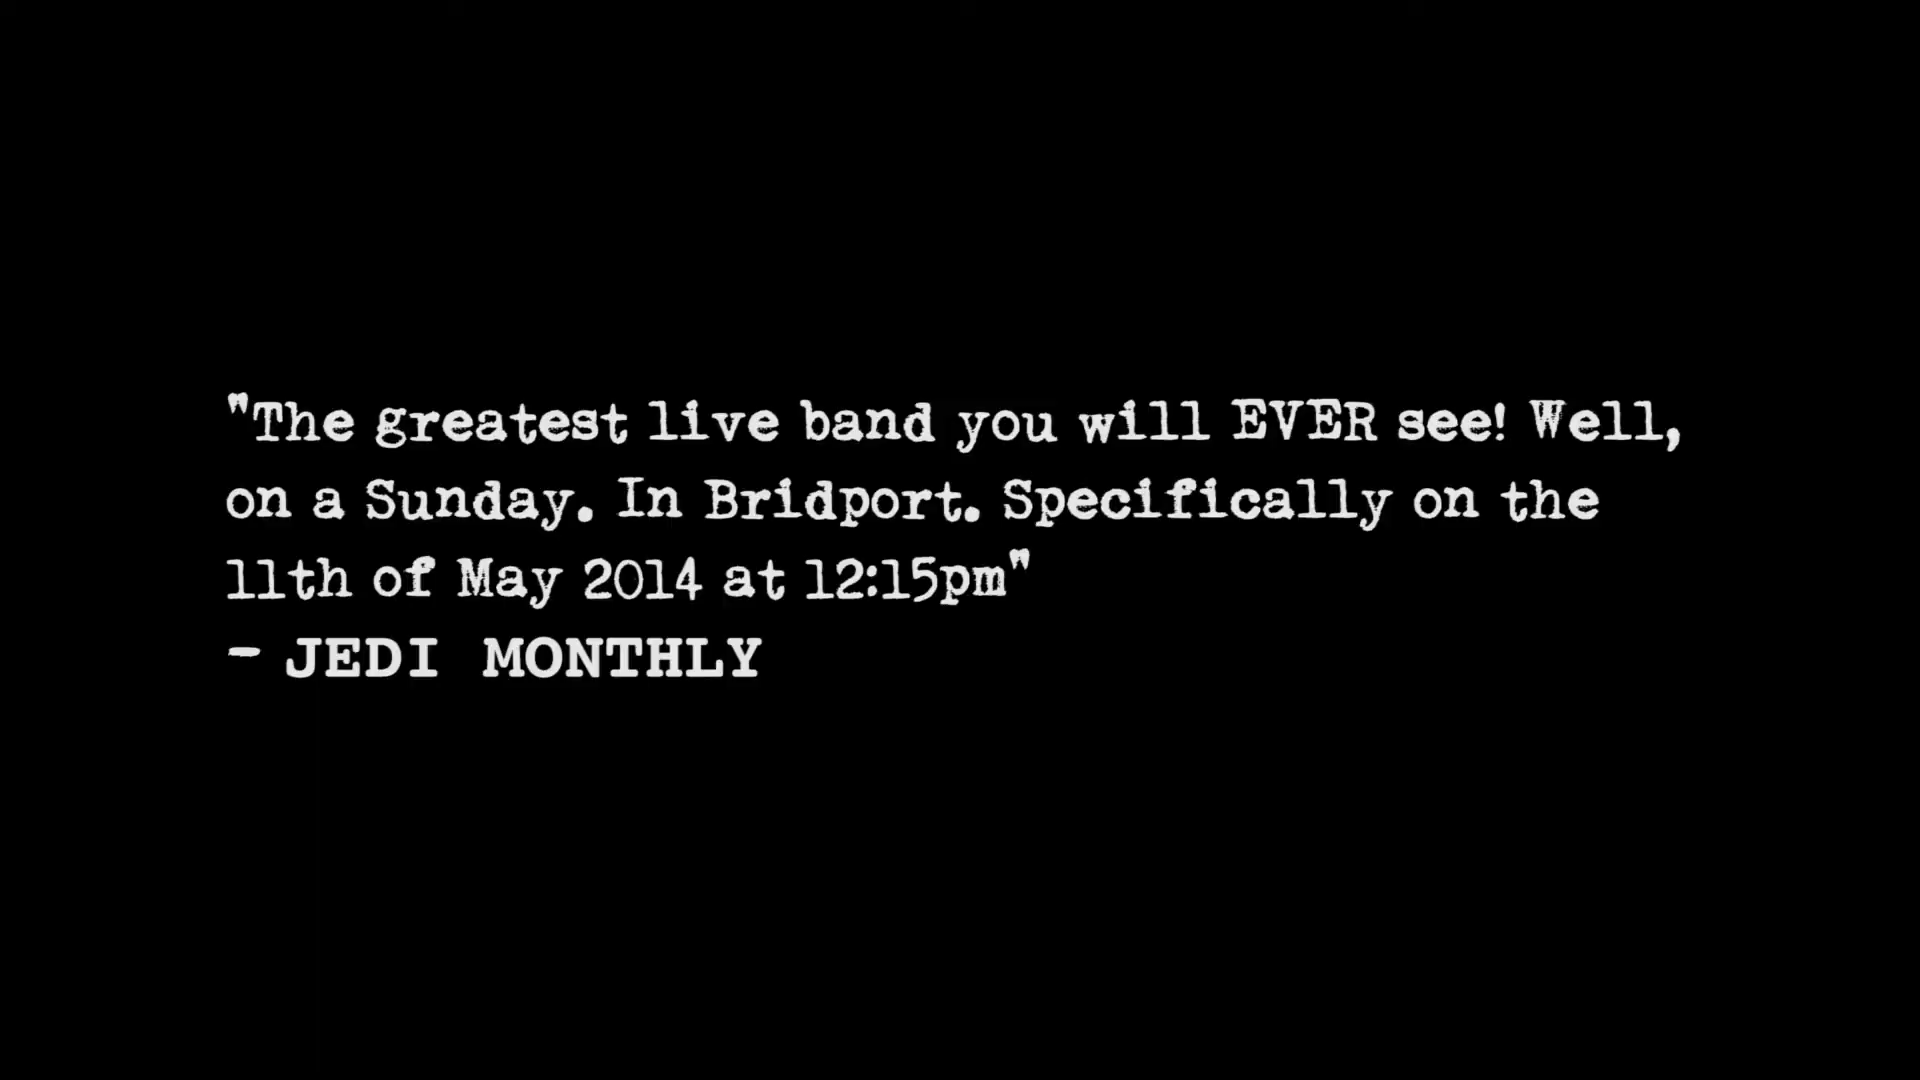 "The greatest live band you will EVER see! Well,
on a Sunday. In Bridport. Specifically on the
11th of May 2014 at 12:15pm"
- JEDI MONTHLY